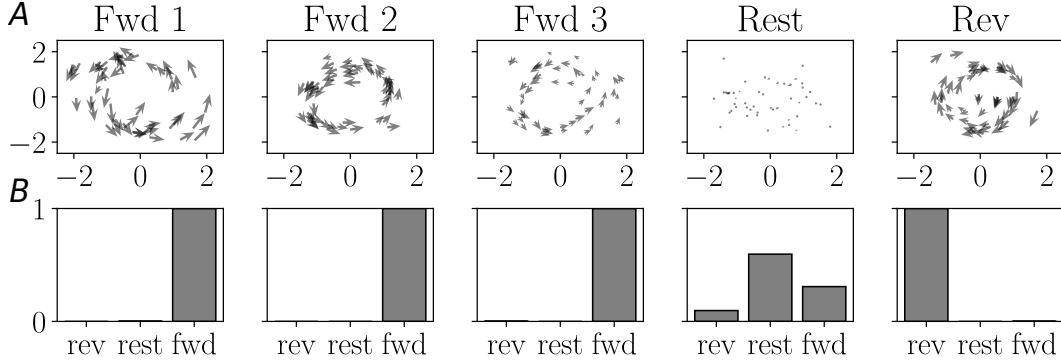 A
Fwd 1 Fwd 2 Fwd 3 Rest Rev
2
0
−2
−2 0 2 −2 0 2 −2 0 2 −2 0 2 −2 0 2
B
1
0
rev rest fwd rev rest fwd rev rest fwd rev rest fwd rev rest fwd